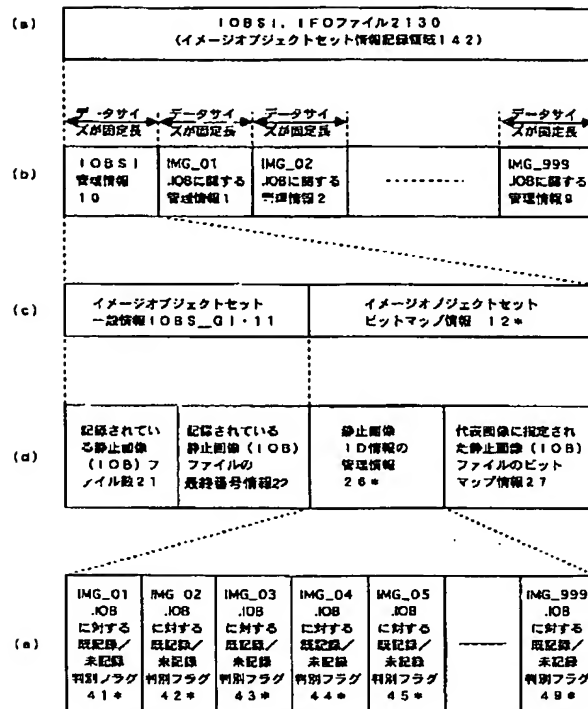 (a)
IOBSI. IFOファイル2130
(イメージオブジェクトセット情報記録領域142)
データサイ
ズが固定長
データサイ
ズが固定長
データサイ
ズが固定長
データサイ
ズが固定長
(b)
IOBSI
管理情報
10
IMG_01
.IOBに関する
管理情報1
IMG_02
.IOBに関する
管理情報2
IMG_999
.IOBに関する
管理情報9
(c)
イメージオブジェクトセット
一般情報IOBS_GI・11
イメージオブジェクトセット
ビットマップ情報 12*
(d)
記録されてい
る静止画像
(IOB)フ
ァイル数21
記録されている
静止画像(IOB)
ファイルの
最終番号情報22
静止画像
ID情報の
管理情報
26*
代表画像に指定され
た静止画像(IOB)
ファイルのビット
マップ情報27
(e)
IMG_01
.IOB
に対する
既記録/
未記録
判別フラグ
41*
IMG_02
.IOB
に対する
既記録/
未記録
判別フラグ
42*
IMG_03
.IOB
に対する
既記録/
未記録
判別フラグ
43*
IMG_04
.IOB
に対する
既記録/
未記録
判別フラグ
44*
IMG_05
.IOB
に対する
既記録/
未記録
判別フラグ
45*
IMG_999
.IOB
に対する
既記録/
未記録
判別フラグ
49*